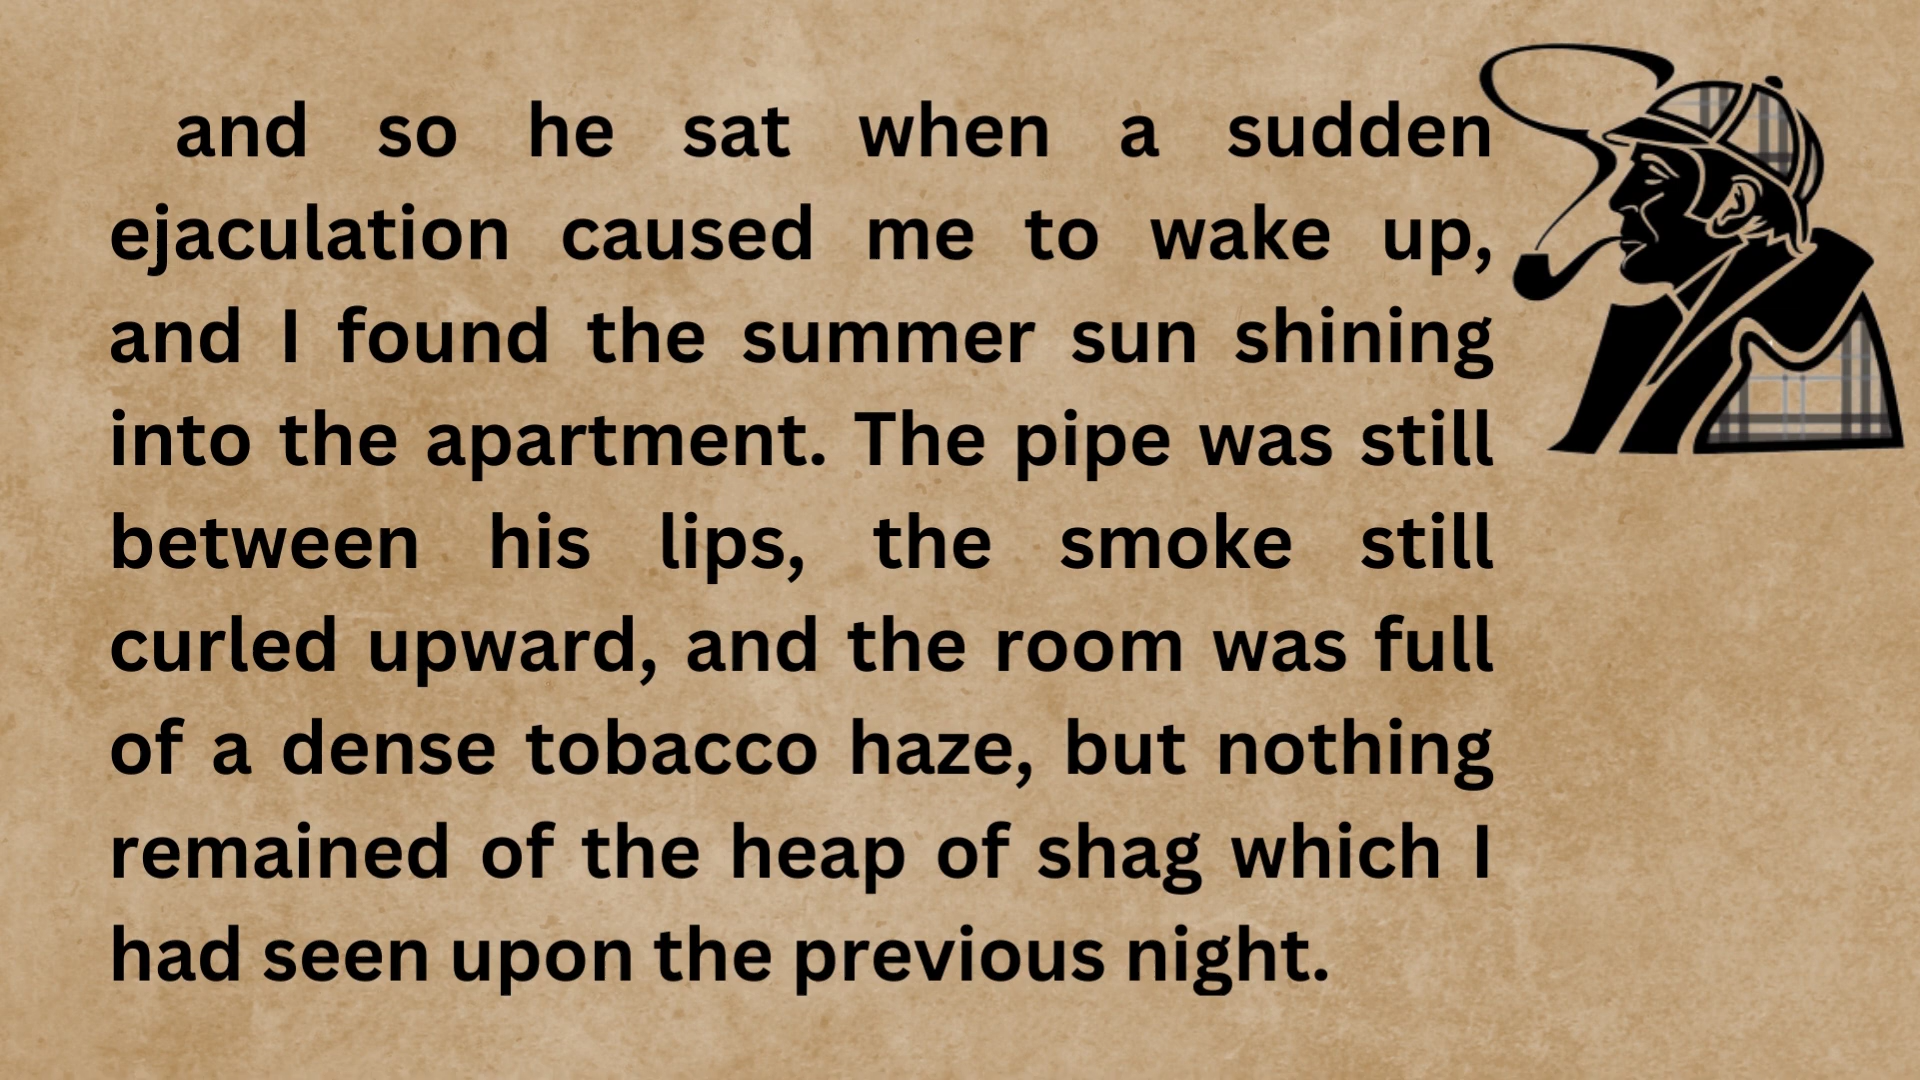 and so he sat when a sudden
ejaculation caused me to wake up,
and I found the summer sun shining
into the apartment. The pipe was still
between his lips, the smoke still
curled upward, and the room was full
of a dense tobacco haze, but nothing
remained of the heap of shag which I
had seen upon the previous night.